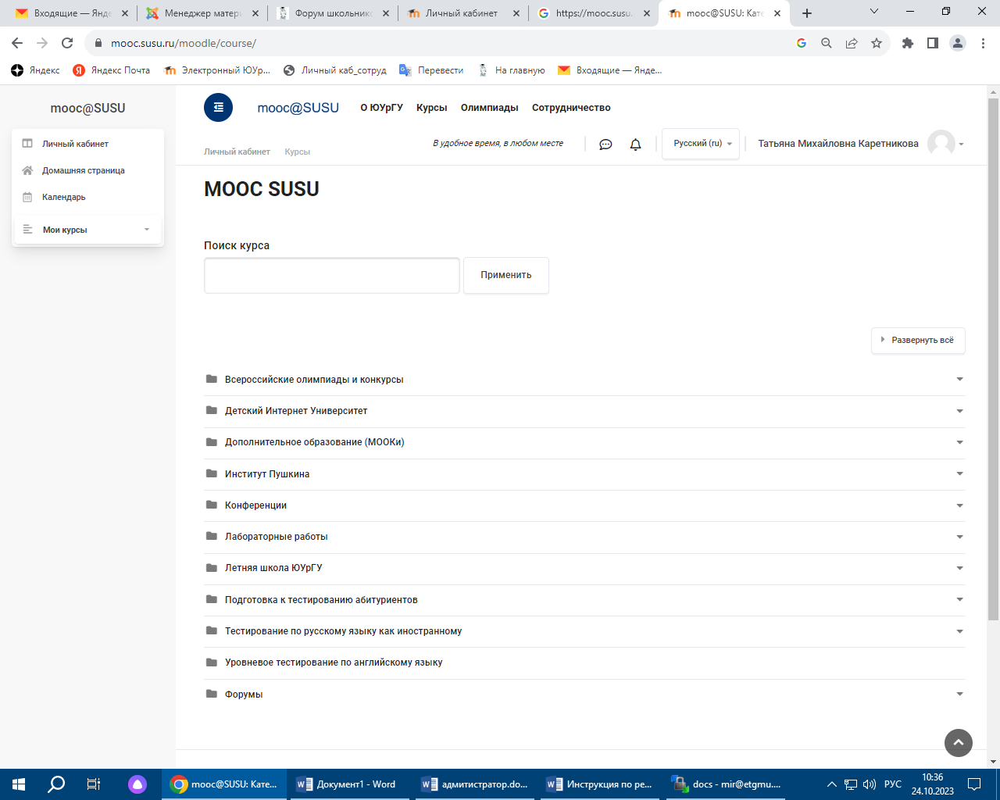 Входящие — Янде
Менеджер матери
Форум школьнико
Личный кабинет
https://mooc.susu.
mooc@SUSU: Кате
mooc.susu.ru/moodle/course/
Яндекс
Яндекс Почта
Электронный ЮУр...
Личный каб_сотруд
Перевести
На главную
Входящие — Янде...
mooc@SUSU
mooc@SUSU
О ЮУрГУ
Курсы
Олимпиады
Сотрудничество
Личный кабинет
Домашняя страница
Календарь
Мои курсы
Личный кабинет
Курсы
В удобное время, в любом месте
Русский (ru)
Татьяна Михайловна Каретникова
MOOC SUSU
Поиск курса
Применить
Развернуть всё
Всероссийские олимпиады и конкурсы
Детский Интернет Университет
Дополнительное образование (МООКи)
Институт Пушкина
Конференции
Лабораторные работы
Летняя школа ЮУрГУ
Подготовка к тестированию абитуриентов
Тестирование по русскому языку как иностранному
Уровневое тестирование по английскому языку
Форумы
mooc@SUSU: Кате...
Документ1 - Word
адмитистратор.do...
Инструкция по ре...
docs - mir@etgmu....
РУС
10:36
24.10.2023